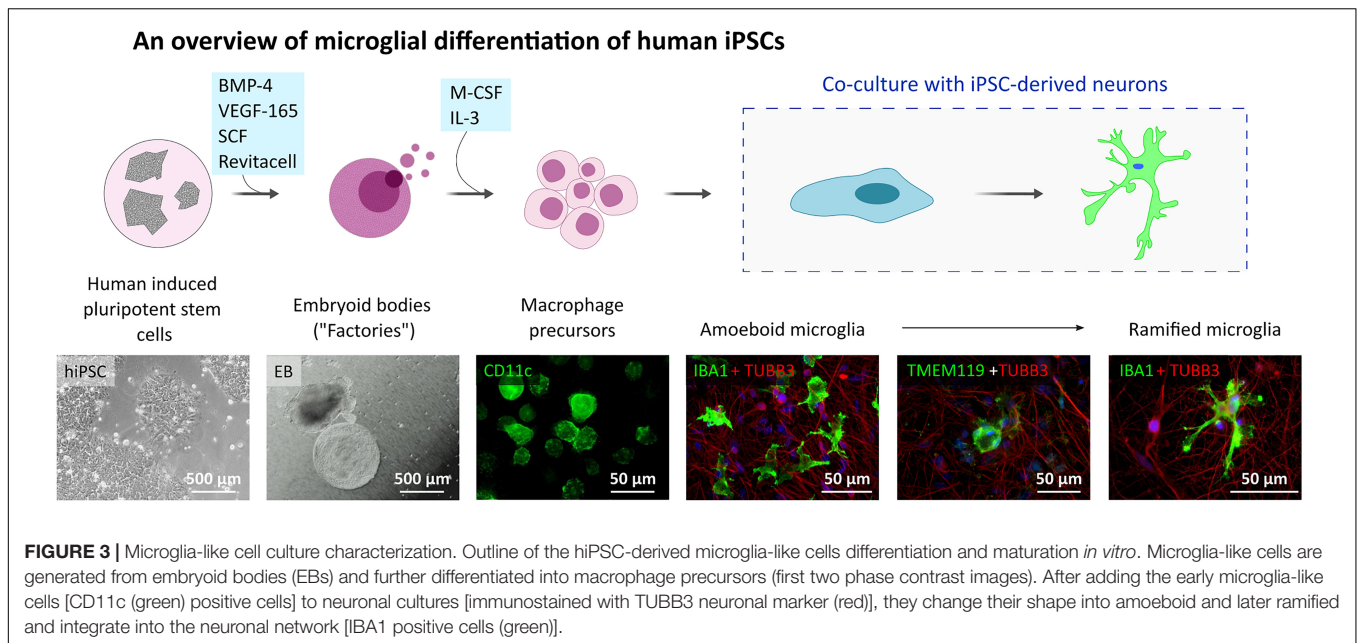 An overview of microglial differentiation of human iPSCs
BMP-4
VEGF-165
SCF
Revitacell
M-CSF
IL-3
Co-culture with iPSC-derived neurons
Human induced
pluripotent stem
cells
Embryoid bodies
("Factories")
Macrophage
precursors
Amoeboid microglia
Ramified microglia
hiPSC
500 µm
EB
500 µm
CD11c
50 µm
IBA1 + TUBB3
50 µm
TMEM119 +TUBB3
50 µm
IBA1 + TUBB3
50 µm
FIGURE 3 | Microglia-like cell culture characterization. Outline of the hiPSC-derived microglia-like cells differentiation and maturation in vitro. Microglia-like cells are
generated from embryoid bodies (EBs) and further differentiated into macrophage precursors (first two phase contrast images). After adding the early microglia-like
cells [CD11c (green) positive cells] to neuronal cultures [immunostained with TUBB3 neuronal marker (red)], they change their shape into amoeboid and later ramified
and integrate into the neuronal network [IBA1 positive cells (green)].